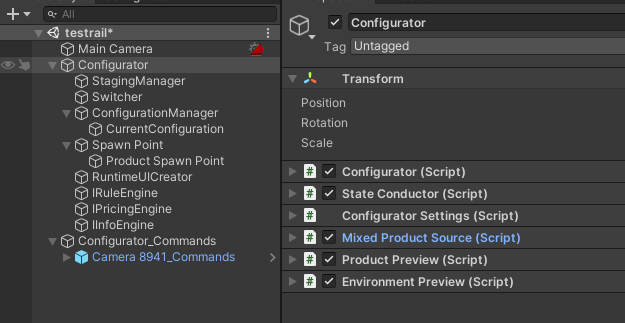 All
testrail*
Main Camera
Configurator
StagingManager
Switcher
ConfigurationManager
CurrentConfiguration
Spawn Point
Product Spawn Point
RuntimeUICreator
IRuleEngine
IPricingEngine
IInfoEngine
Configurator_Commands
Camera 8941_Commands
Configurator
Tag Untagged
Transform
Position
Rotation
Scale
# Configurator (Script)
# State Conductor (Script)
# Configurator Settings (Script)
# Mixed Product Source (Script)
# Product Preview (Script)
# Environment Preview (Script)